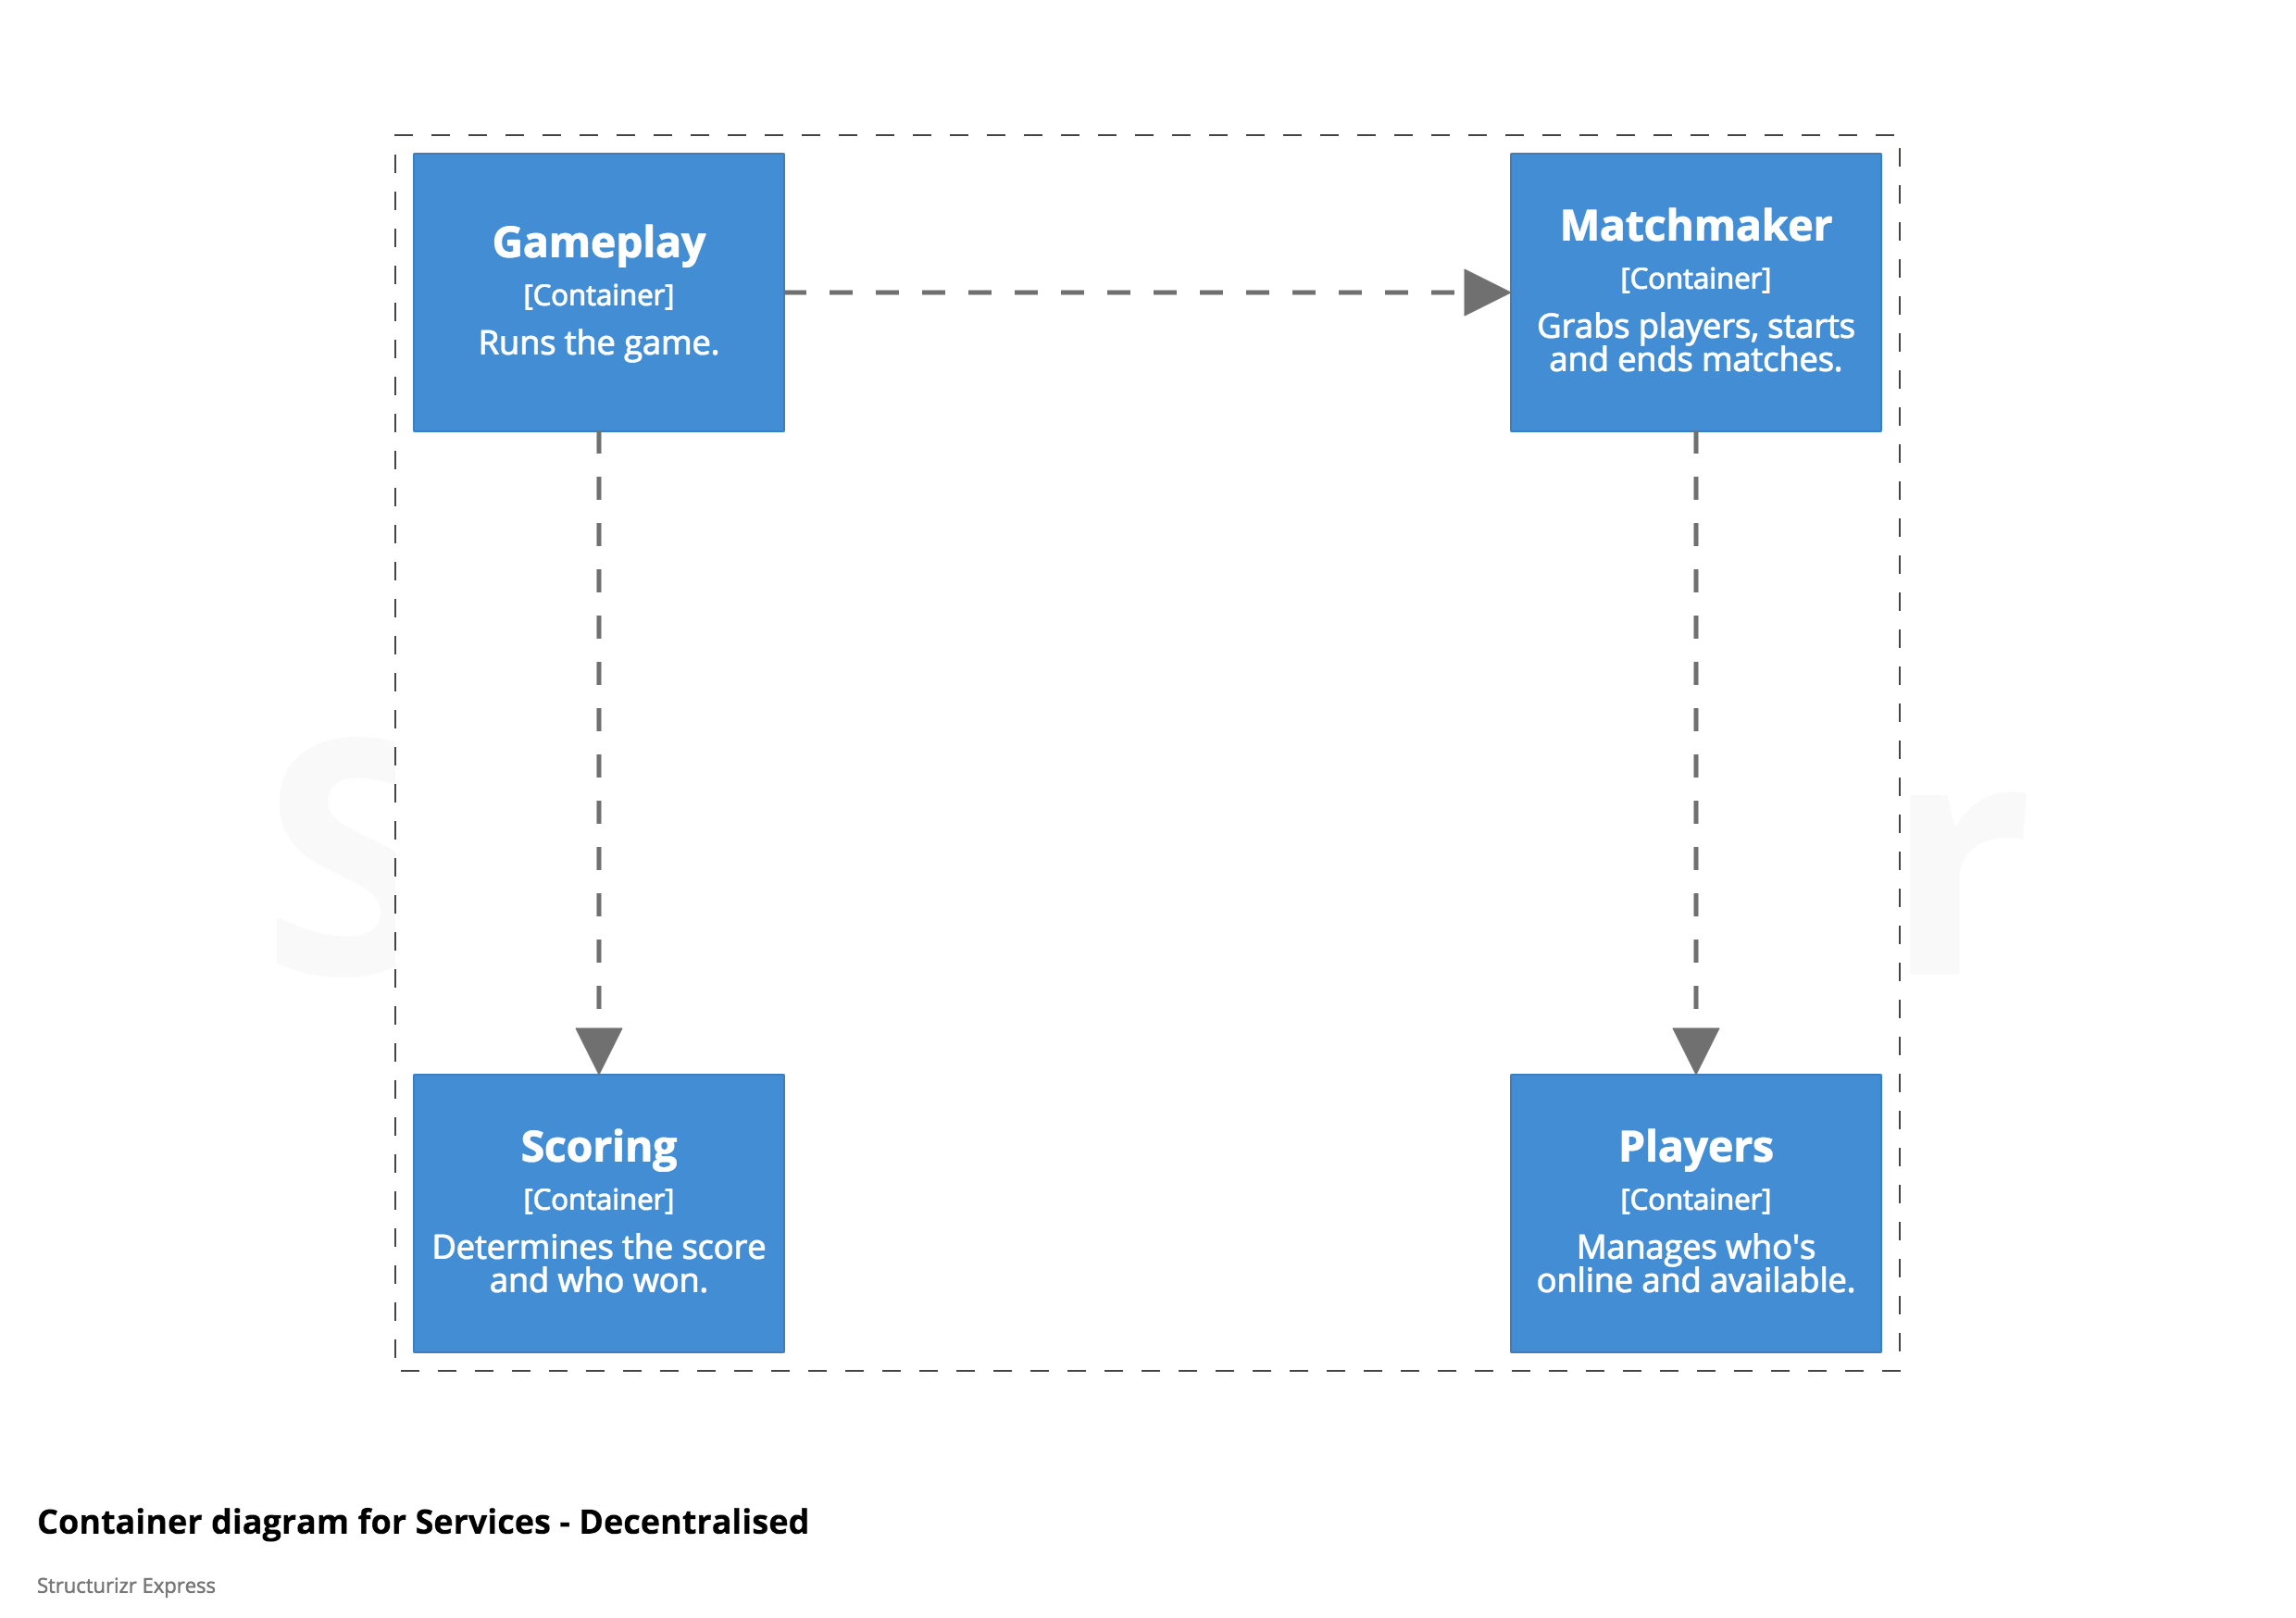 Gameplay
[Container]
Runs the game.
Matchmaker
[Container]
Grabs players, starts
and ends matches.
S
r
Scoring
[Container]
Determines the score
and who won.
Players
[Container]
Manages who's
online and available.
Container diagram for Services - Decentralised
Structurizr Express